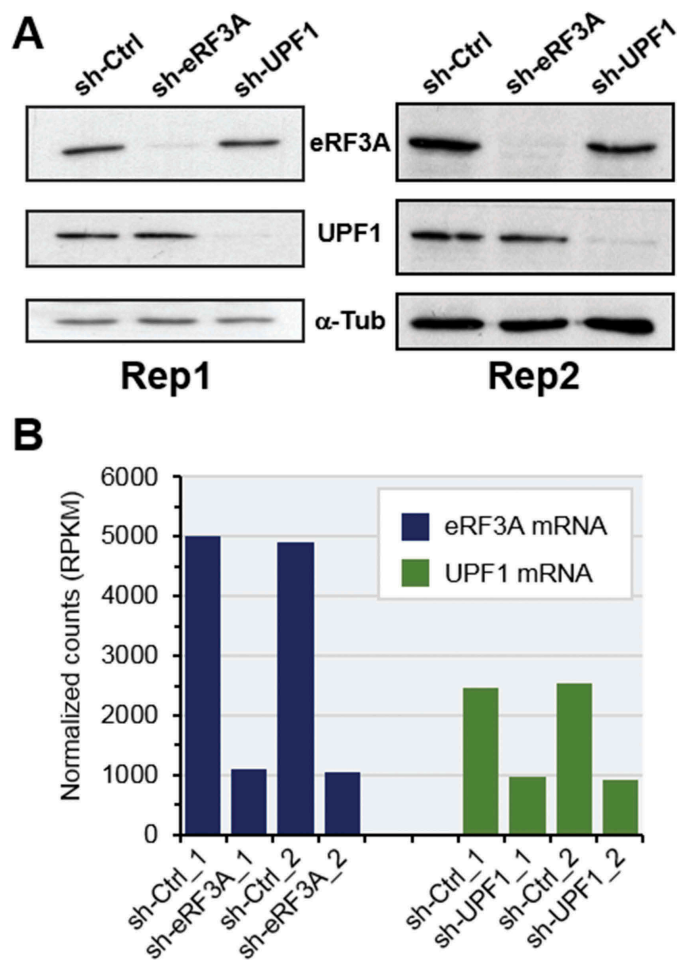 A
sh-Ctrl
sh-eRF3A
sh-UPF1
sh-Ctrl
sh-eRF3A
sh-UPF1
eRF3A
UPF1
α-Tub
Rep1
Rep2
B
Normalized counts (RPKM)
6000
5000
4000
3000
2000
1000
0
eRF3A mRNA
UPF1 mRNA
sh-Ctrl_1
sh-eRF3A_1
sh-Ctrl_2
sh-eRF3A_2
sh-Ctrl_1
sh-UPF1_1
sh-Ctrl_2
sh-UPF1_2